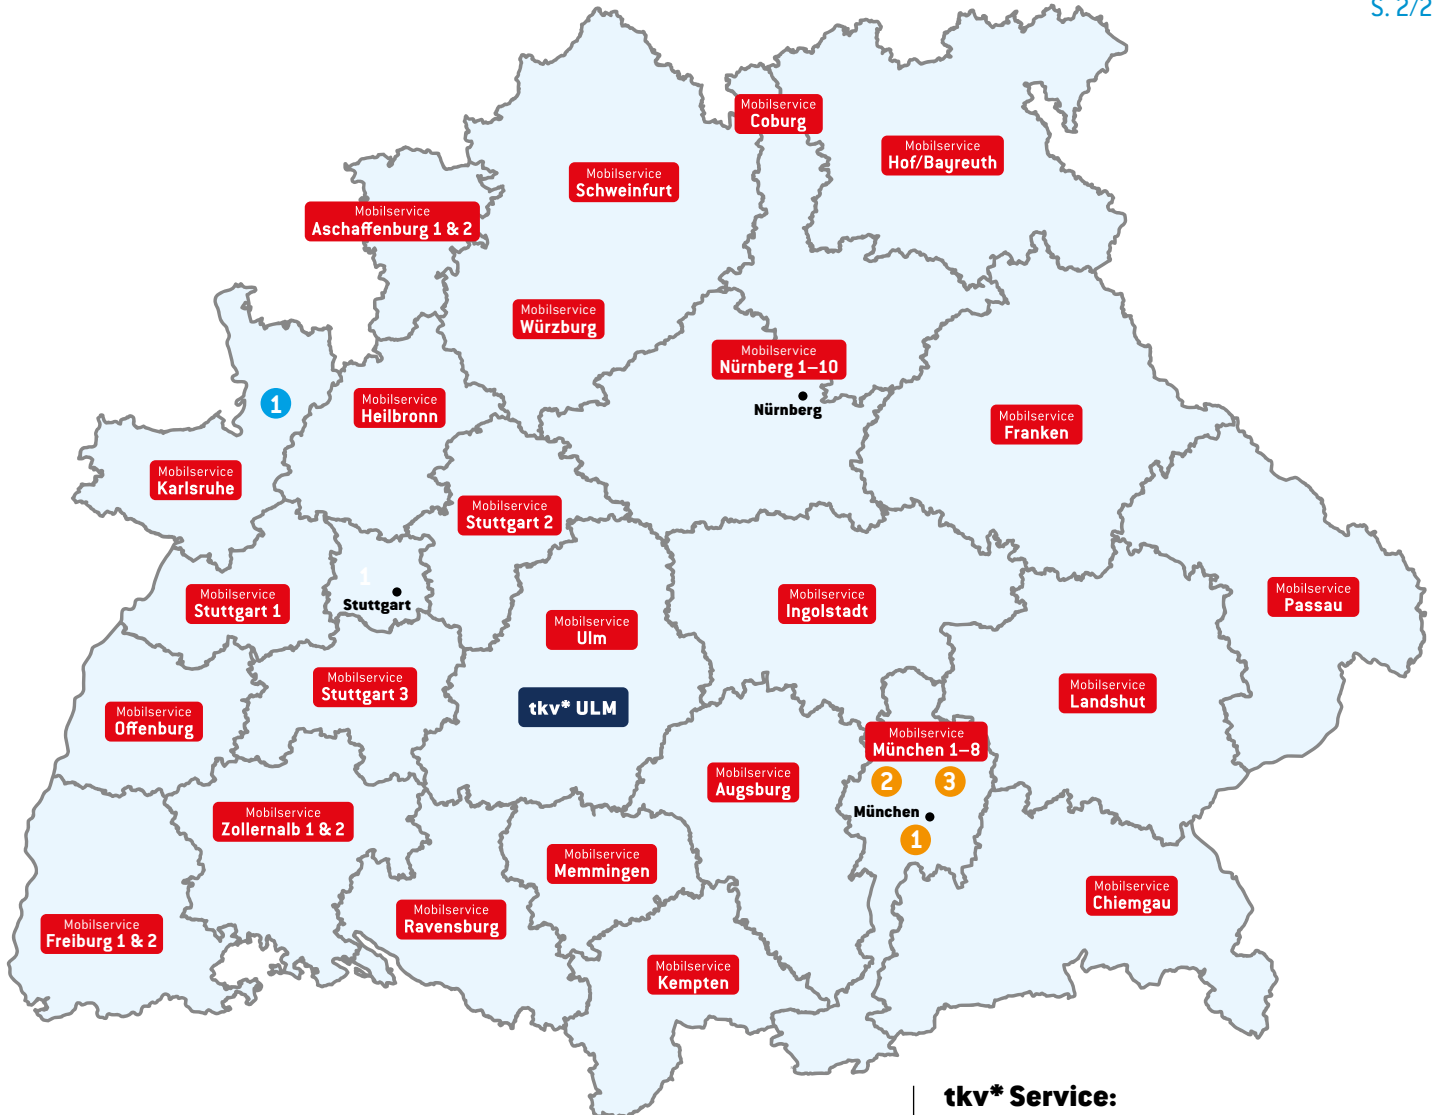 S. 2/2
Mobilservice
Coburg
Mobilservice
Hof/Bayreuth
Mobilservice
Schweinfurt
Mobilservice
Aschaffenburg 1 & 2
Mobilservice
Würzburg
Mobilservice
Nürnberg 1–10
Nürnberg
1
Mobilservice
Heilbronn
Mobilservice
Franken
Mobilservice
Karlsruhe
Mobilservice
Stuttgart 2
1
Stuttgart
Mobilservice
Stuttgart 1
Mobilservice
Ingolstadt
Mobilservice
Passau
Mobilservice
Ulm
Mobilservice
Stuttgart 3
tkv* ULM
Mobilservice
Landshut
Mobilservice
Offenburg
Mobilservice
München 1–8
2
3
München
1
Mobilservice
Augsburg
Mobilservice
Zollernalb 1 & 2
Mobilservice
Memmingen
Mobilservice
Chiemgau
Mobilservice
Ravensburg
Mobilservice
Freiburg 1 & 2
Mobilservice
Kempten
tkv* Service: